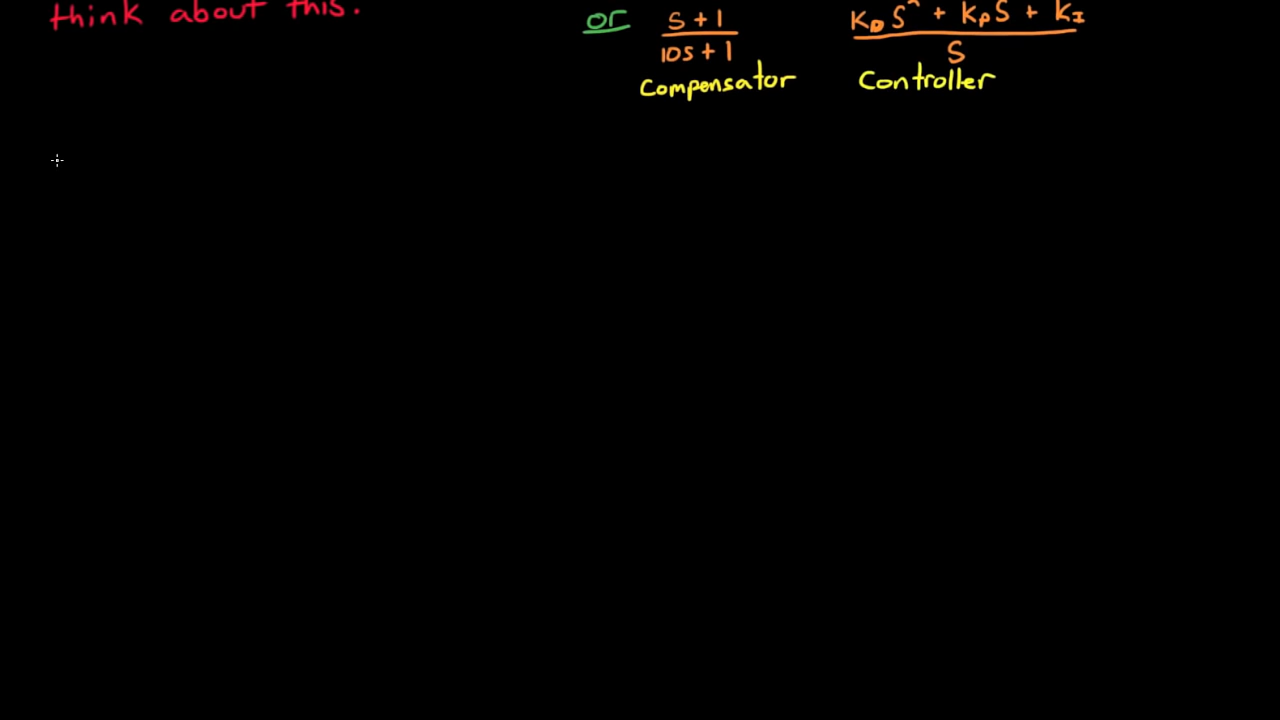 think about this.
or s + 1 / 10s + 1
K_D S^2 + K_P S + K_I / S
Compensator
Controller